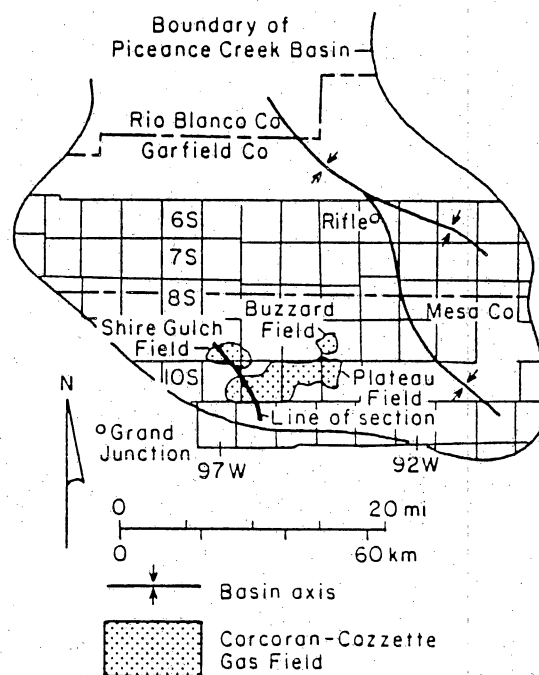 Boundary of
Piceance Creek Basin
Rio Blanco Co
Garfield Co
6S
Rifle
7S
8S
Mesa Co
Buzzard
Field
Shire Gulch
Field
10S
Plateau
Field
Line of section
N
Grand
Junction
97W
92W
0 20 mi
0 60 km
Basin axis
Corcoran-Cozzette
Gas Field